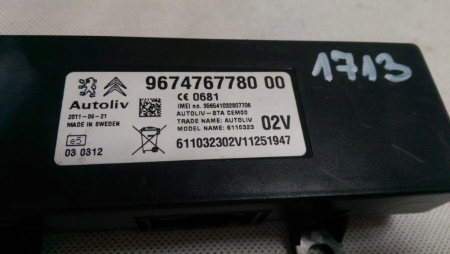 1713
9674767780 00
CE 0681
Autoliv
IMEI no. 356541032807706
2011-06-21
AUTOLIV-BTA GEM80
MADE IN SWEDEN
TRADE NAME: AUTOLIV
02V
MODEL NAME: 6110323
e5
03 0312
611032302V11251947